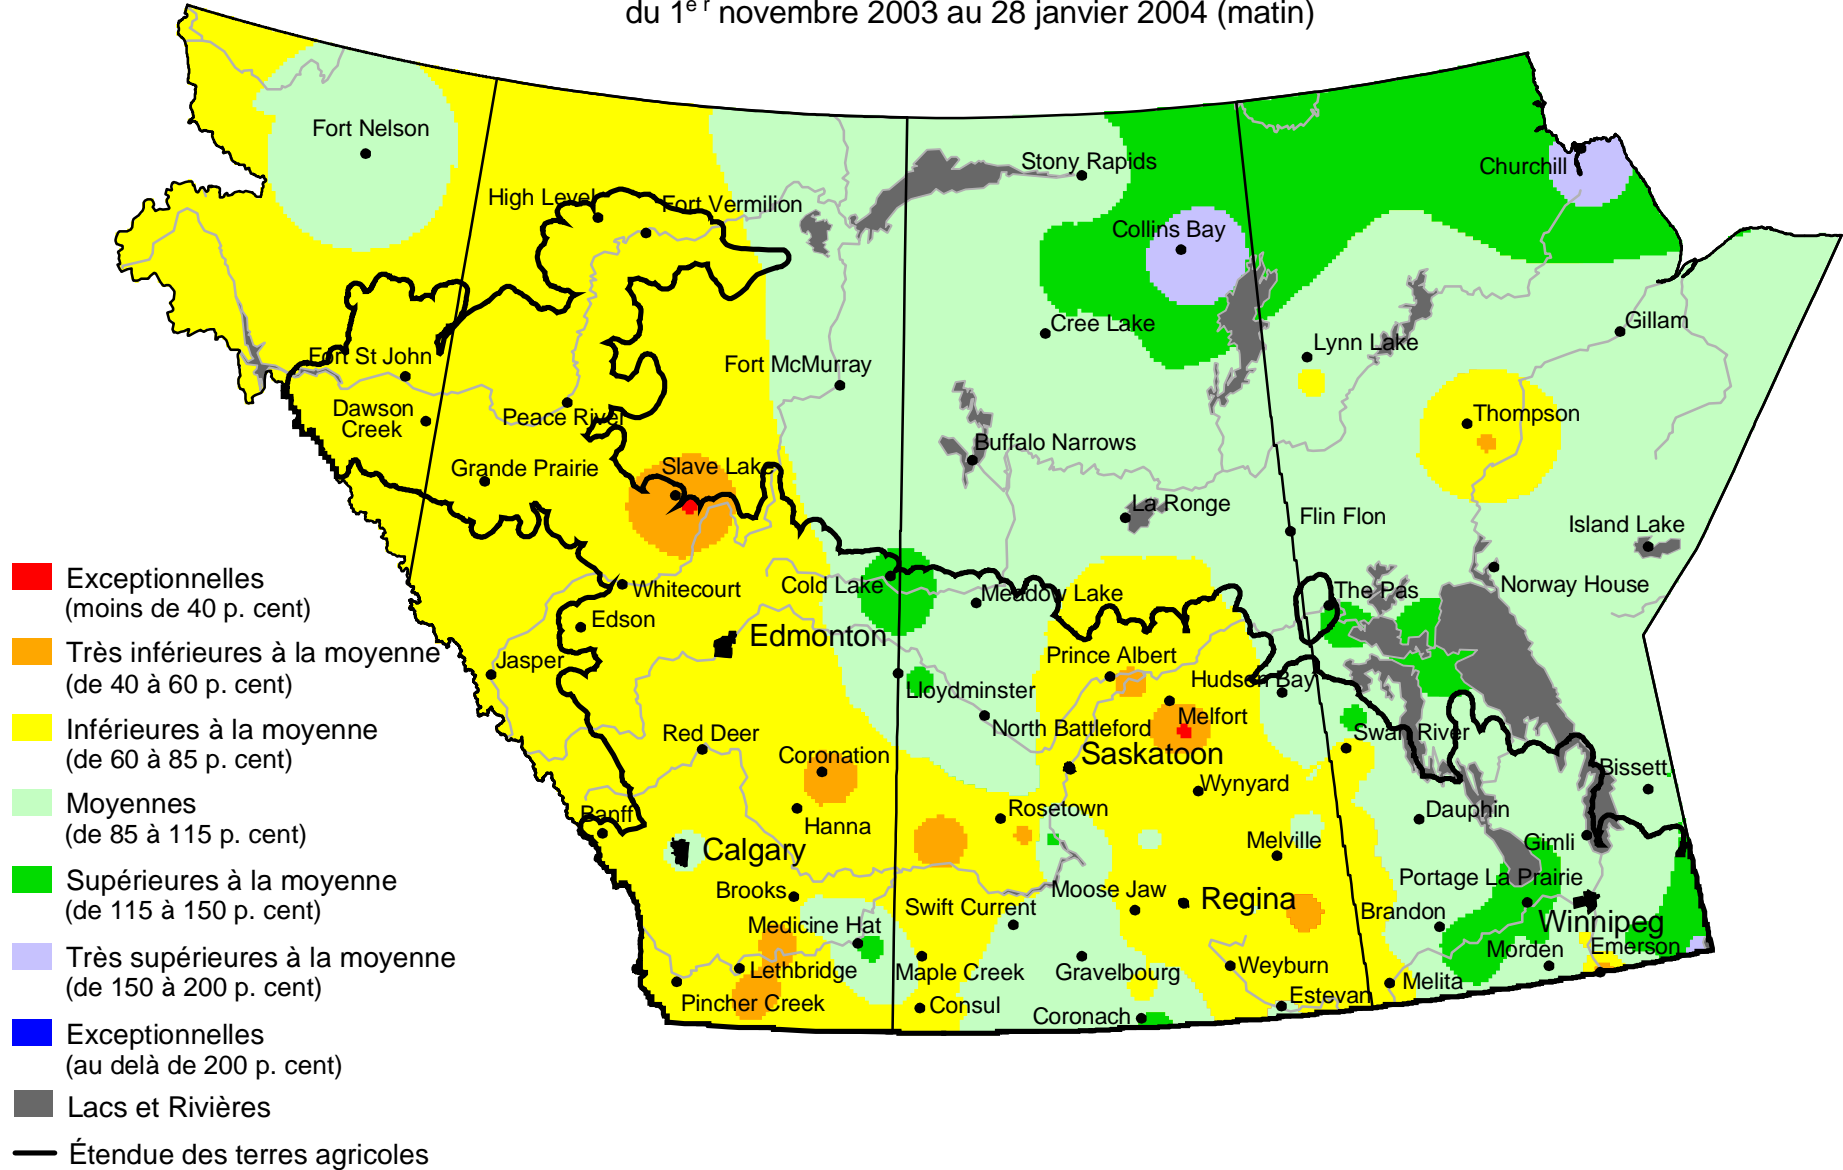 du 1er novembre 2003 au 28 janvier 2004 (matin)
Fort Nelson
Stony Rapids
Churchill
High Level
Fort Vermilion
Collins Bay
Cree Lake
Gillam
Lynn Lake
Fort St John
Fort McMurray
Dawson
Creek
Peace River
Thompson
Buffalo Narrows
Grande Prairie
Slave Lake
La Ronge
Flin Flon
Island Lake
Whitecourt
Cold Lake
Meadow Lake
The Pas
Norway House
Edson
Edmonton
Jasper
Prince Albert
Hudson Bay
Lloydminster
North Battleford
Melfort
Red Deer
Coronation
Saskatoon
Swan River
Bissett
Wynyard
Banff
Hanna
Rosetown
Dauphin
Calgary
Melville
Gimli
Brooks
Moose Jaw
Portage La Prairie
Medicine Hat
Swift Current
Regina
Brandon
Winnipeg
Lethbridge
Maple Creek
Gravelbourg
Weyburn
Morden
Emerson
Pincher Creek
Consul
Coronach
Estevan
Melita
Exceptionnelles
(moins de 40 p. cent)
Très inférieures à la moyenne
(de 40 à 60 p. cent)
Inférieures à la moyenne
(de 60 à 85 p. cent)
Moyennes
(de 85 à 115 p. cent)
Supérieures à la moyenne
(de 115 à 150 p. cent)
Très supérieures à la moyenne
(de 150 à 200 p. cent)
Exceptionnelles
(au delà de 200 p. cent)
Lacs et Rivières
Étendue des terres agricoles